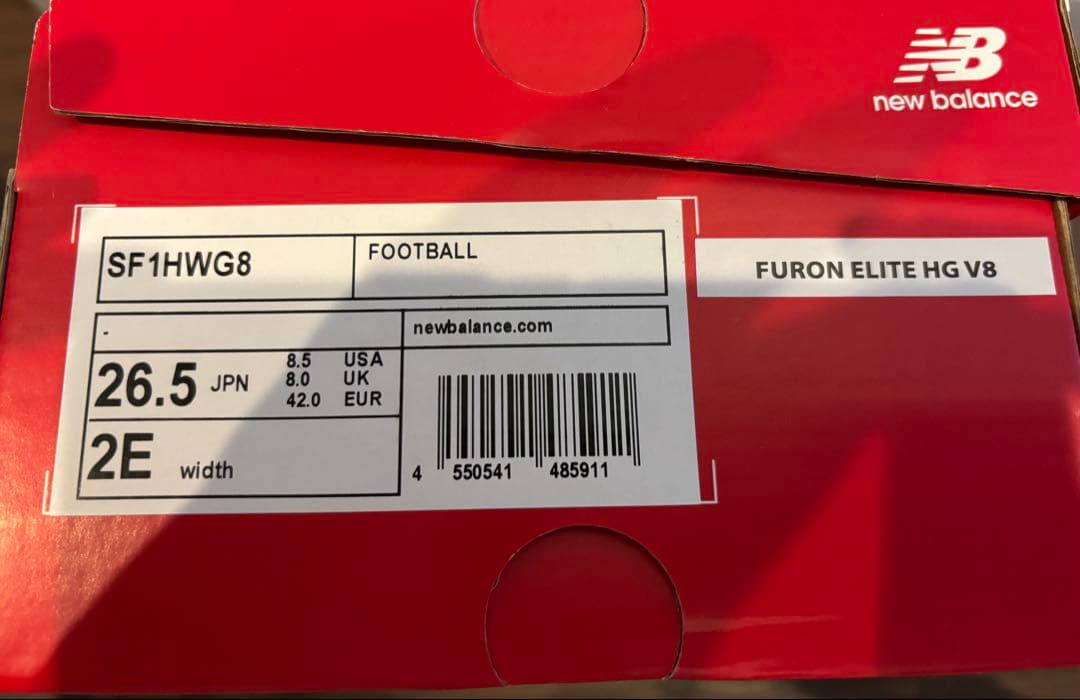 NB
new balance
SF1HWG8
FOOTBALL
FURON ELITE HG V8
-
newbalance.com
26.5 JPN
8.5 USA
8.0 UK
42.0 EUR
2E width
4 550541 485911